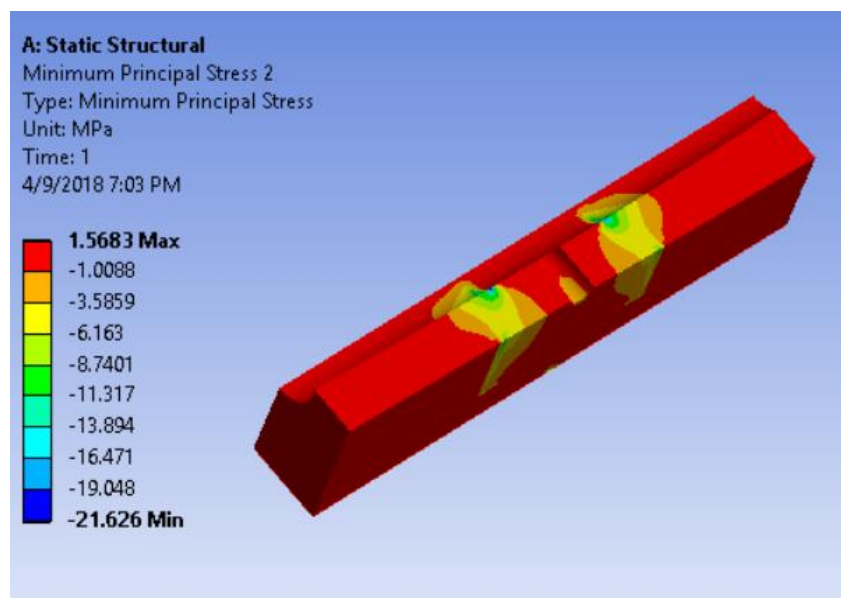 A: Static Structural
Minimum Principal Stress 2
Type: Minimum Principal Stress
Unit: MPa
Time: 1
4/9/2018 7:03 PM
1.5683 Max
-1.0088
-3.5859
-6.163
-8.7401
-11.317
-13.894
-16.471
-19.048
-21.626 Min